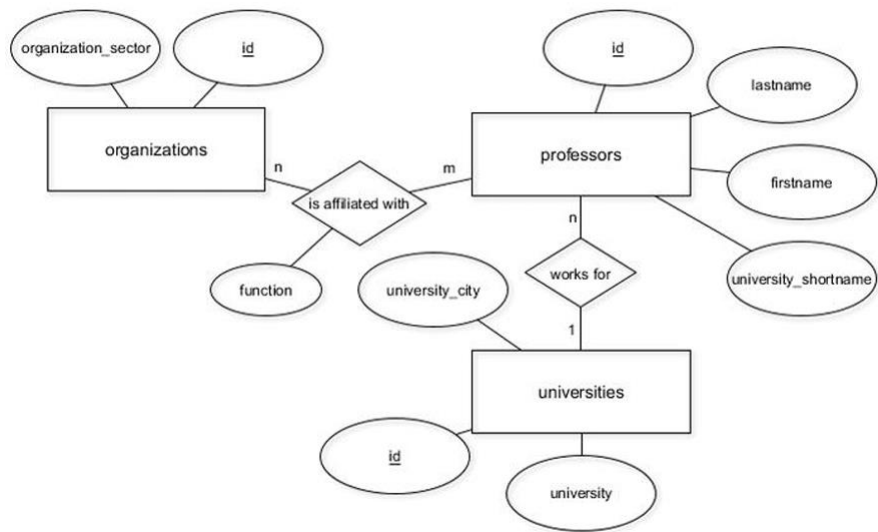 organization_sector
id
id
lastname
organizations
professors
n
m
firstname
is affiliated with
n
function
university_city
works for
university_shortname
1
universities
id
university